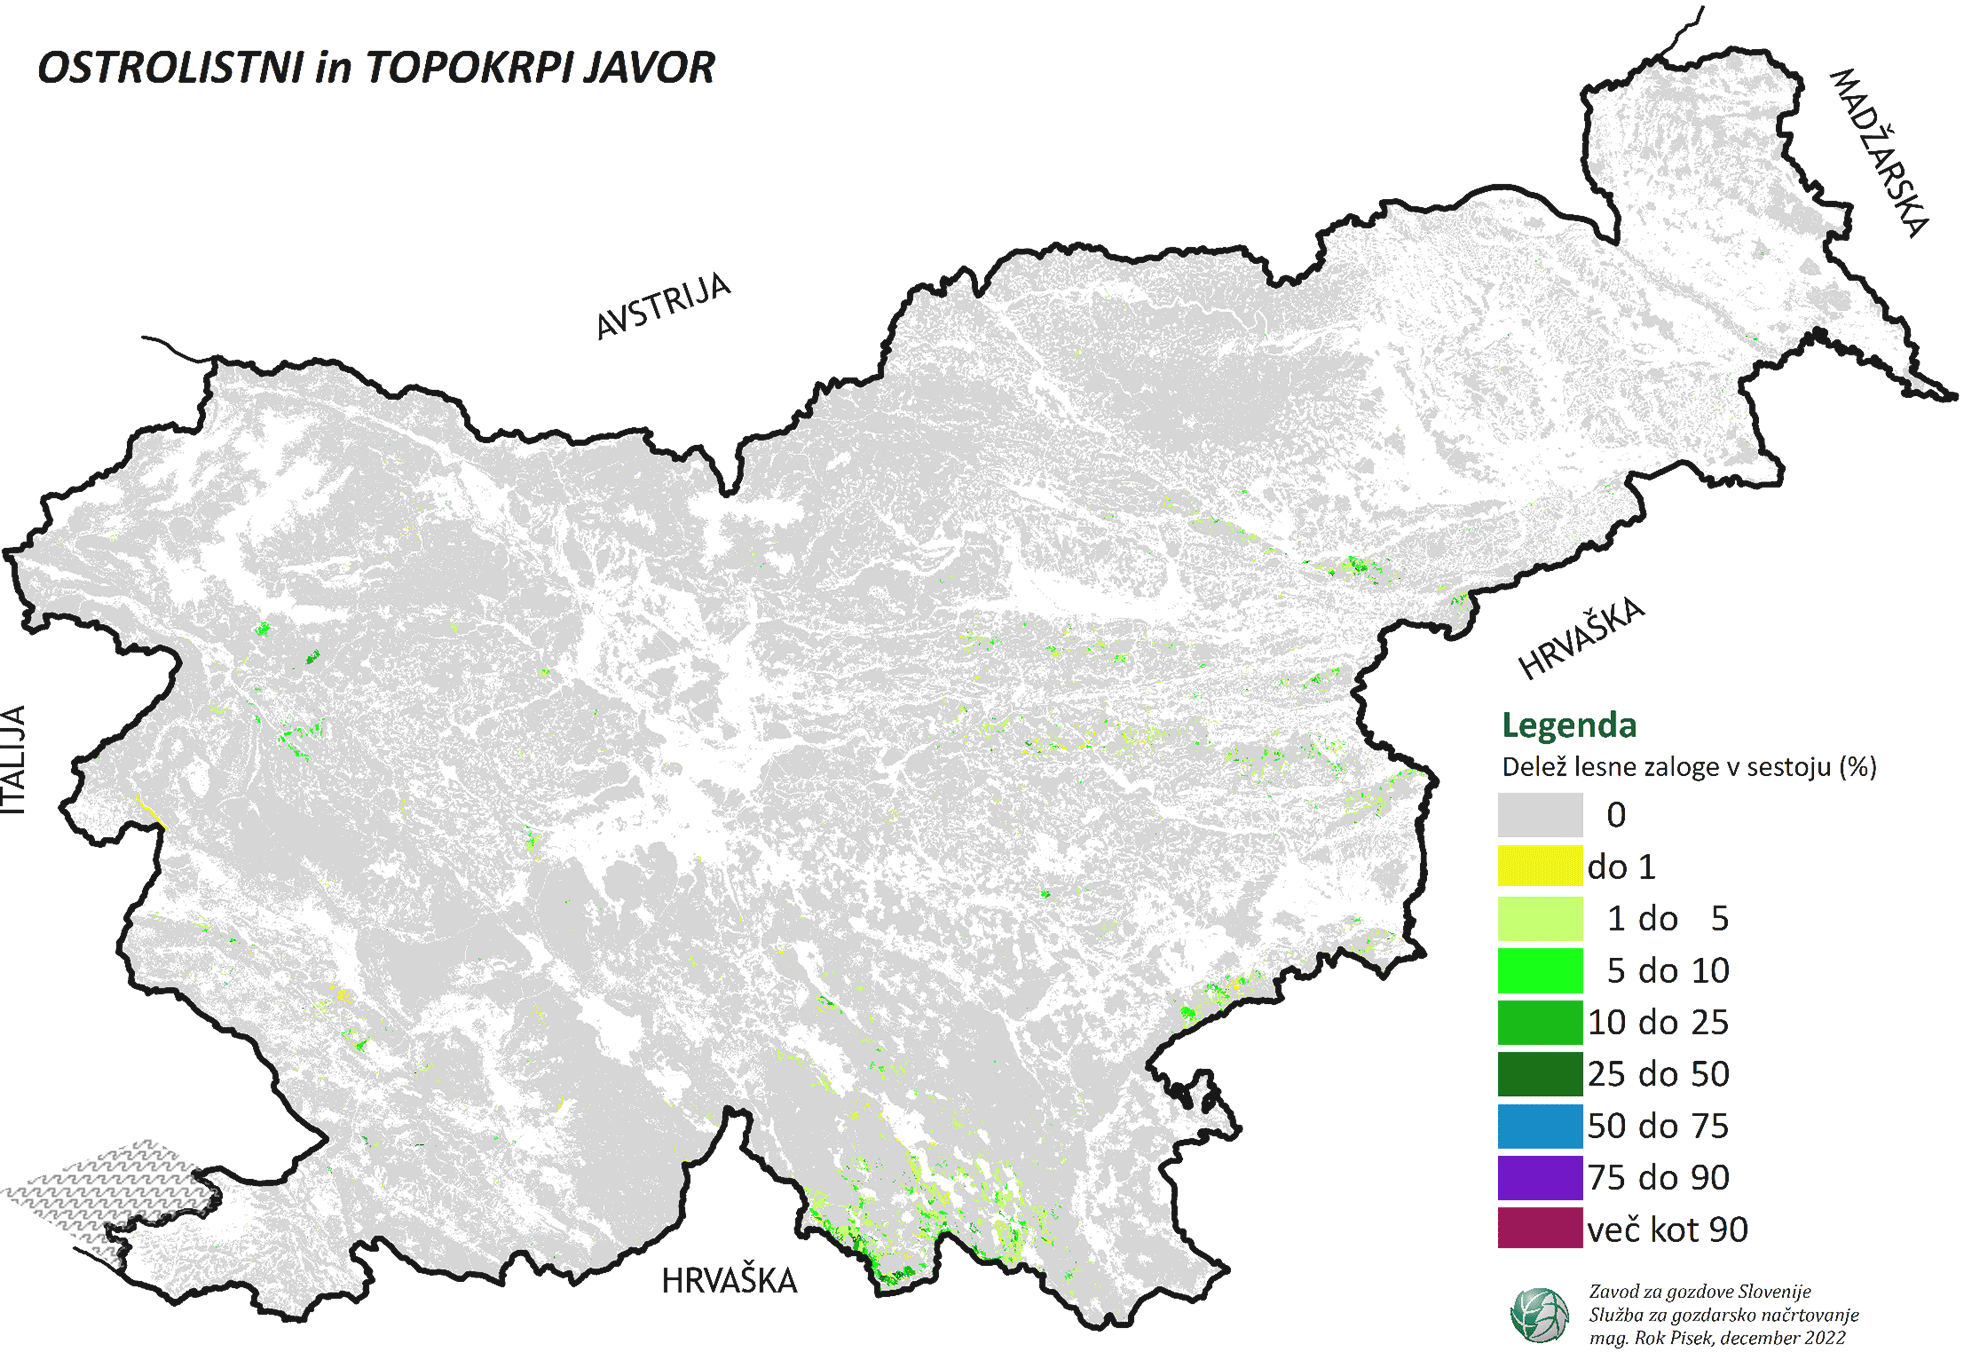 OSTROLISTNI in TOPOKRPI JAVOR
MADŽARSKA
AVSTRIJA
HRVAŠKA
ITALIJA
Legenda
Delež lesne zaloge v sestoju (%)
0
do 1
1 do 5
5 do 10
10 do 25
25 do 50
50 do 75
75 do 90
več kot 90
HRVAŠKA
Zavod za gozdove Slovenije
Služba za gozdarsko načrtovanje
mag. Rok Pisek, december 2022